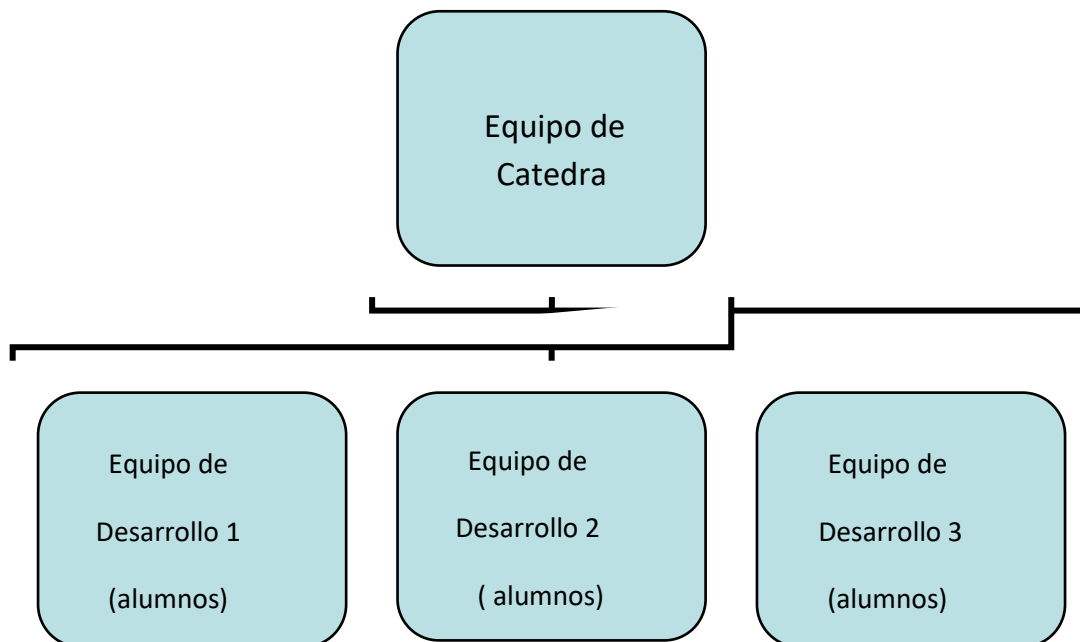 Equipo de
Catedra
Equipo de
Desarrollo 1
(alumnos)
Equipo de
Desarrollo 2
( alumnos)
Equipo de
Desarrollo 3
(alumnos)